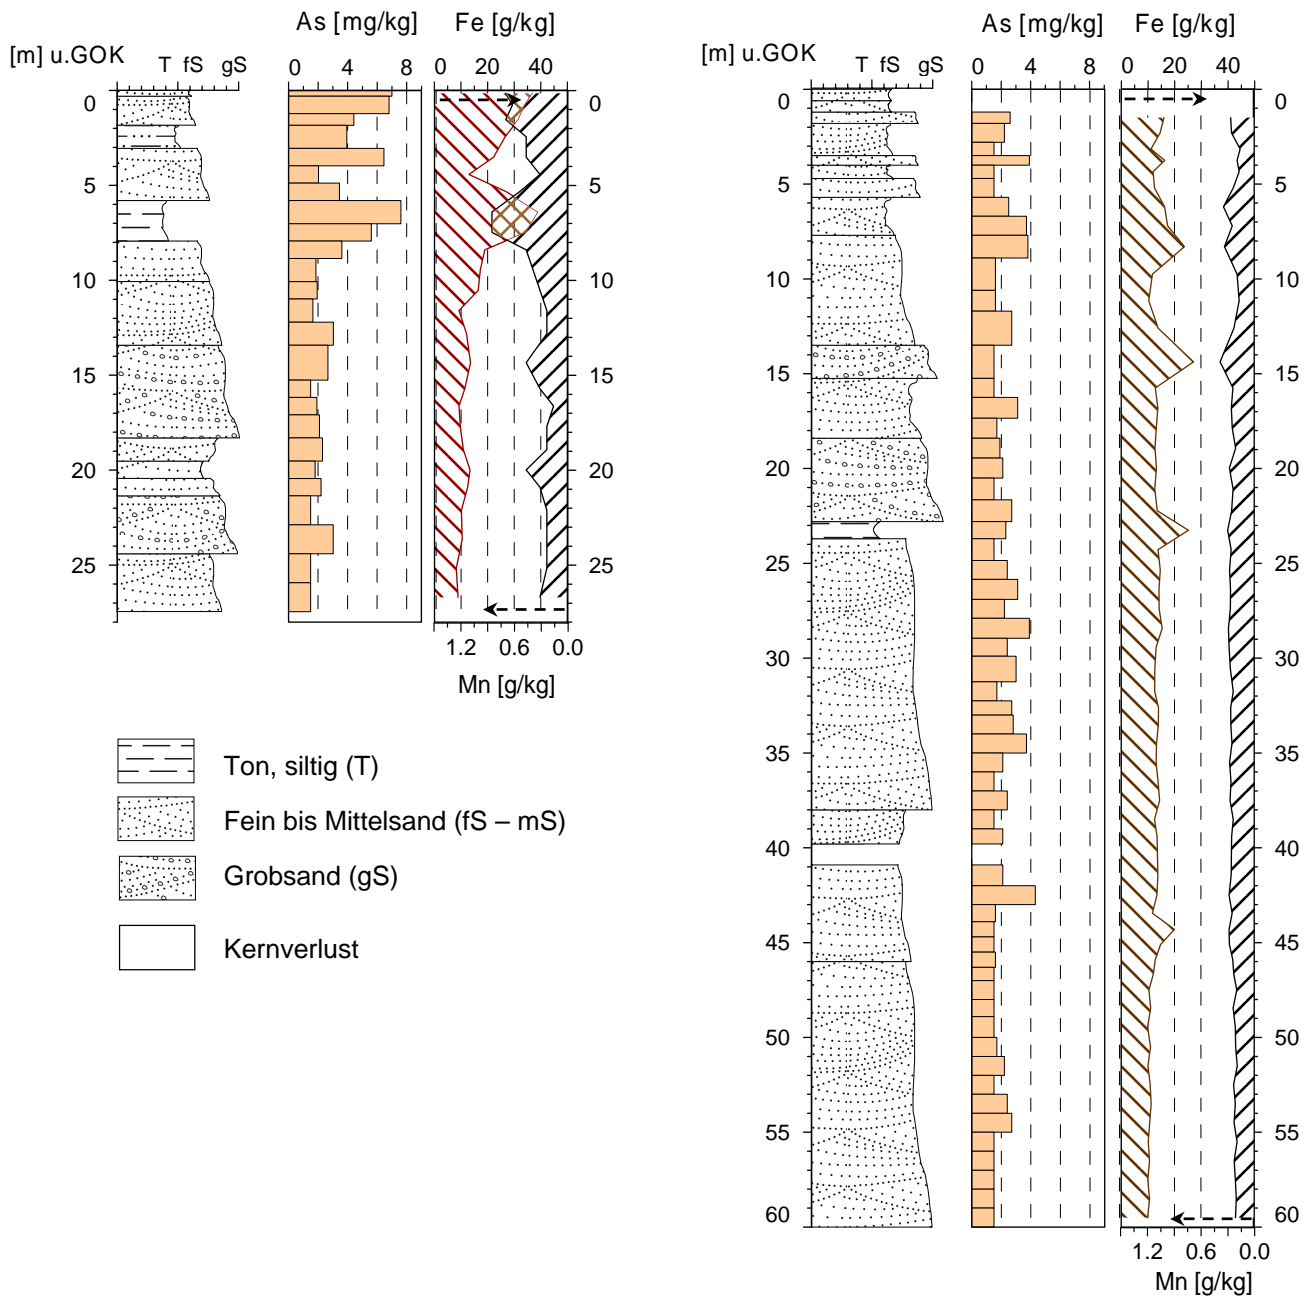 As [mg/kg] Fe [g/kg]
[m] u.GOK T fS gS 0 4 8 0 20 40
0 0
5 5
10 10
15 15
20 20
25 25
1.2 0.6 0.0
Mn [g/kg]
Ton, siltig (T)
Fein bis Mittelsand (fS – mS)
Grobsand (gS)
Kernverlust
As [mg/kg] Fe [g/kg]
[m] u.GOK T fS gS 0 4 8 0 20 40
0 0
5 5
10 10
15 15
20 20
25 25
30 30
35 35
40 40
45 45
50 50
55 55
60 60
1.2 0.6 0.0
Mn [g/kg]